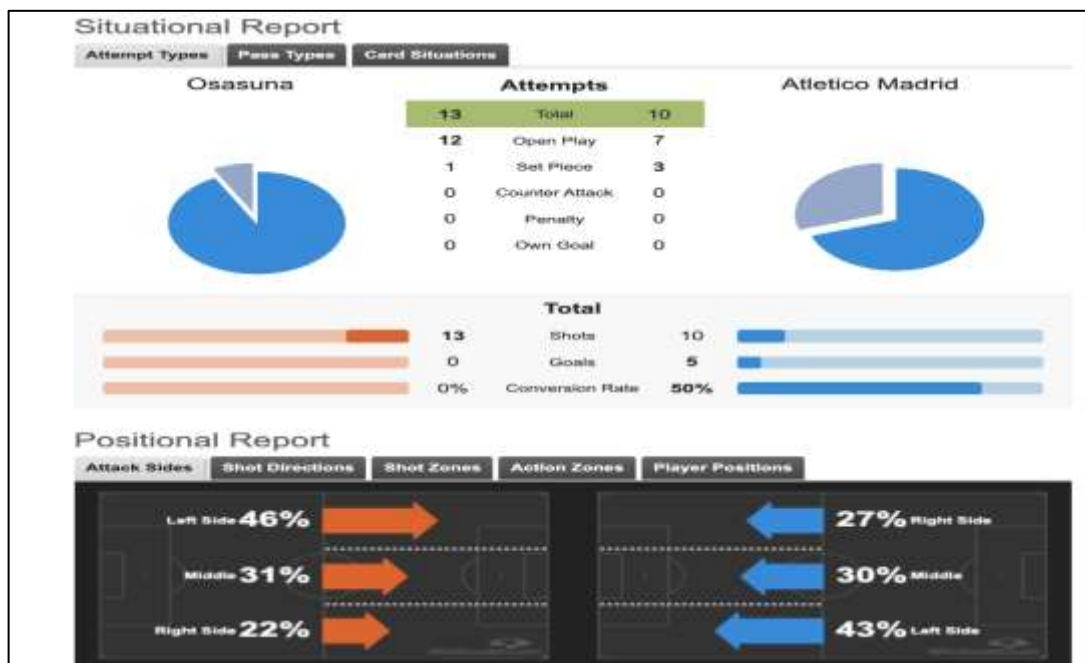 Situational Report
Attempt Types Pass Types Card Situations
Osasuna Attempts Atletico Madrid
13 Total 10
12 Open Play 7
1 Set Piece 3
0 Counter Attack 0
0 Penalty 0
0 Own Goal 0
Total
13 Shots 10
0 Goals 5
0% Conversion Rate 50%
Positional Report
Attack Sides Shot Directions Shot Zones Action Zones Player Positions
Left Side 46% 27% Right Side
Middle 31% 30% Middle
Right Side 22% 43% Left Side